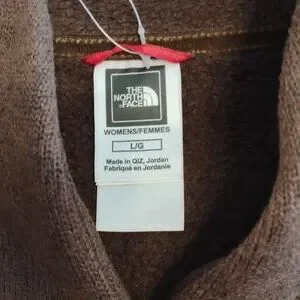 THE
NORTH
FACE
WOMENS/FEMMES
L/G
Made in QIZ, Jordan
Fabriqué en Jordanie